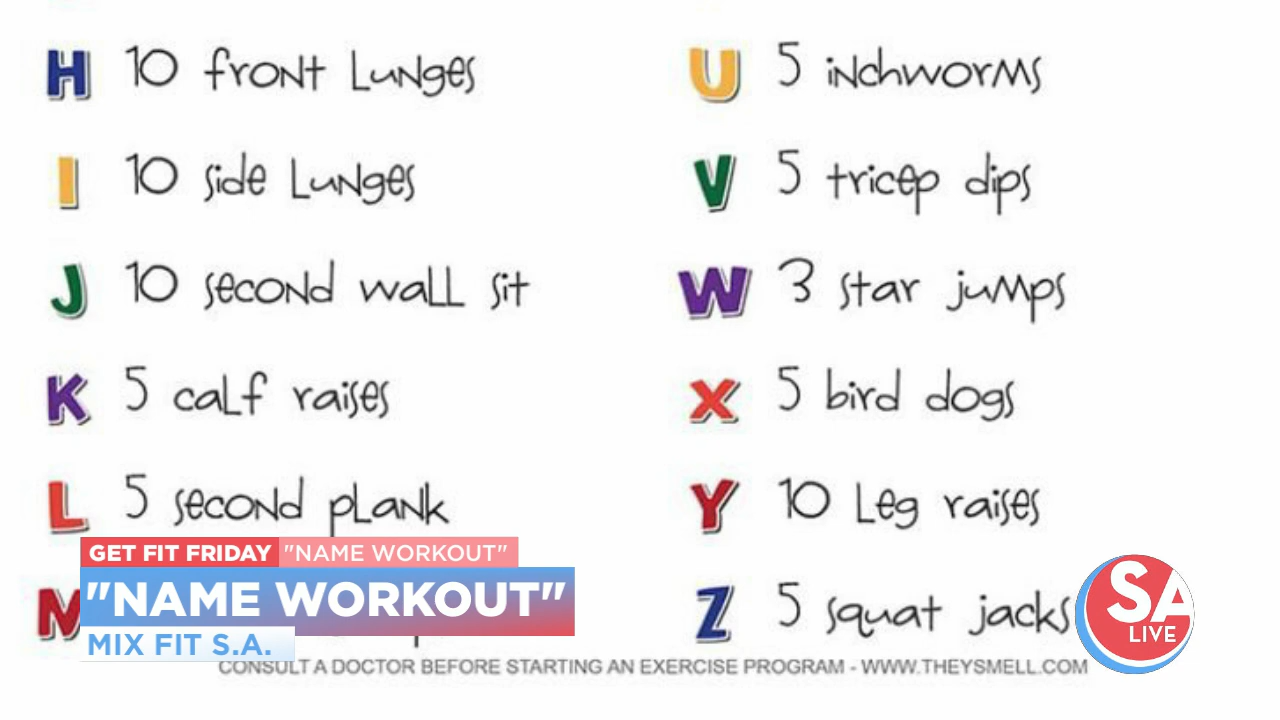 H 10 front Lunges
I 10 side Lunges
J 10 second waLL sit
K 5 caLf raises
L 5 second pLank
M
U 5 inchworms
V 5 tricep dips
W 3 star jumps
X 5 bird dogs
Y 10 Leg raises
Z 5 squat jacks
GET FIT FRIDAY "NAME WORKOUT"
"NAME WORKOUT"
MIX FIT S.A.
SA
LIVE
CONSULT A DOCTOR BEFORE STARTING AN EXERCISE PROGRAM - WWW.THEYSMELL.COM